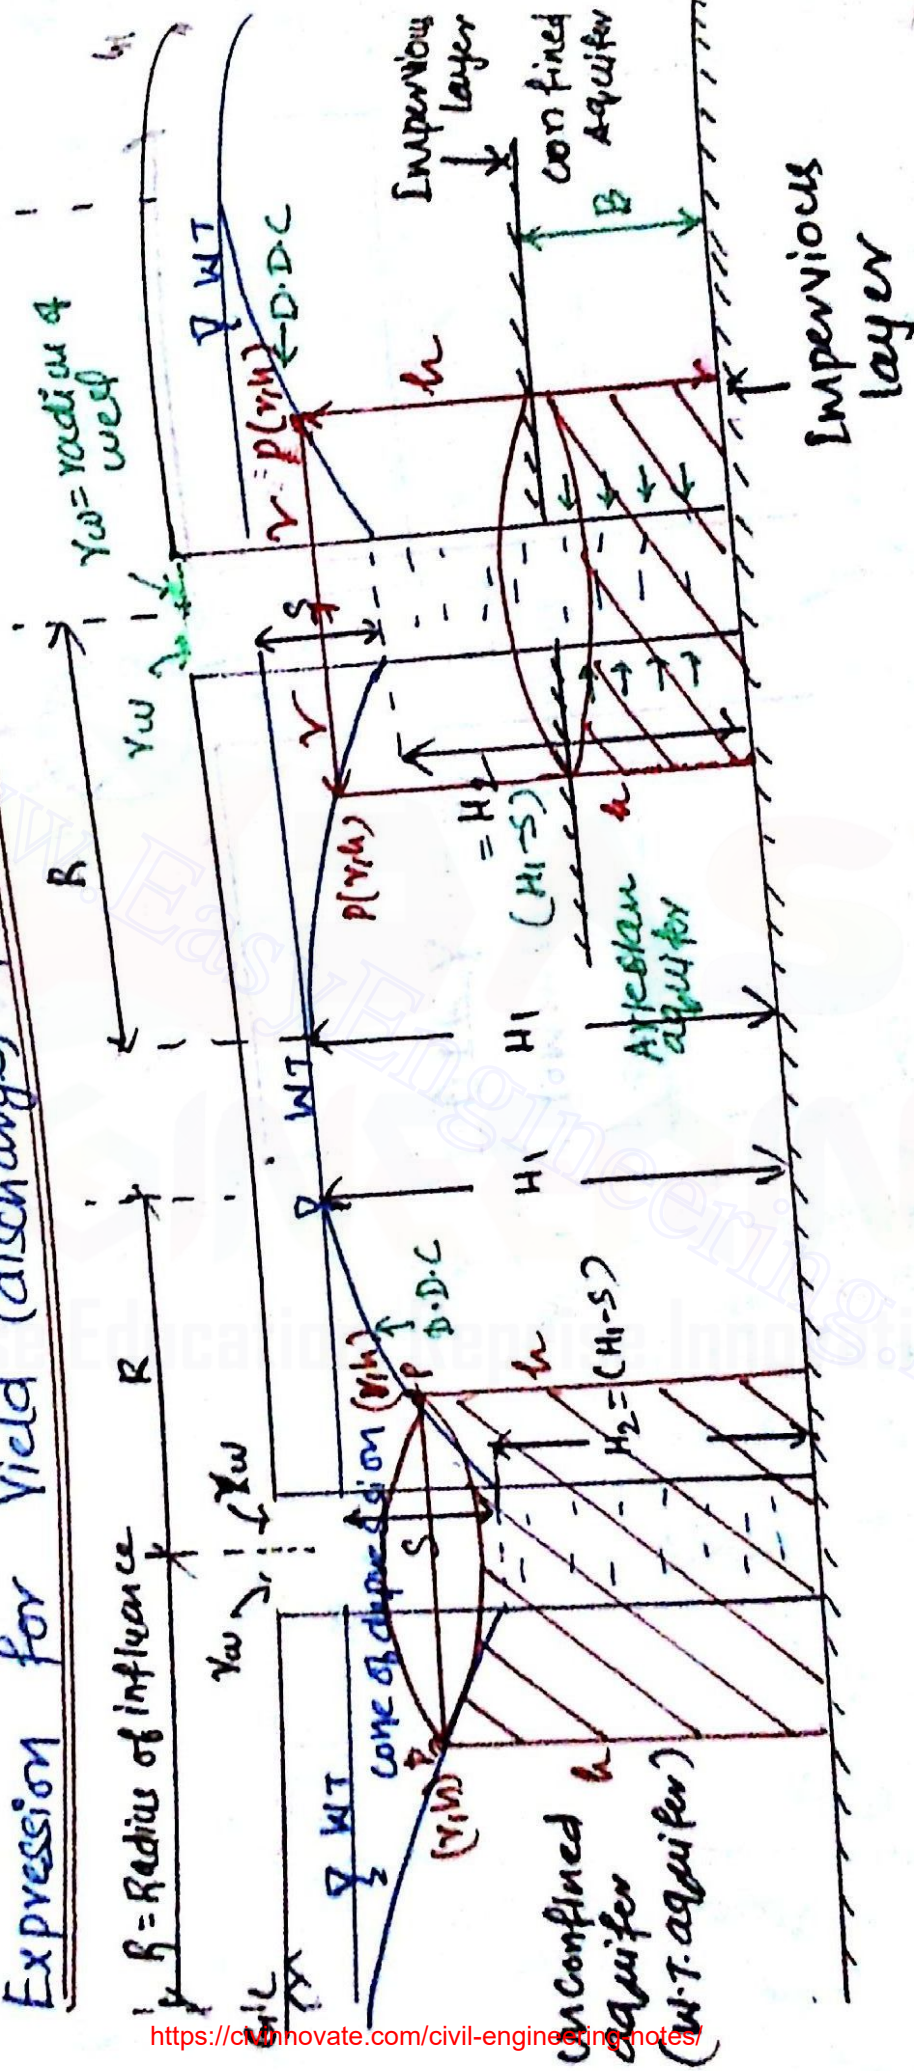 Expression for Yield (discharge)
R = Radius of influence
R
R
rw = radius of
well
rw
rw
rw
G.L
WT
WT
WT
cone of depression
(r,h)
P
(r,h)
P
D.D.C
S
h
h
H2 = (H1-S)
H1
H1
unconfined
aquifer
(W.T. aquifer)
P(r,h)
r
r
P(r,h)
D.D.C
S
h
h
H2
=
(H1-S)
Artesian
aquifer
B
Impervious
layer
confined
aquifer
Impervious
layer
https://civinnovate.com/civil-engineering-notes/
www.EasyEngineering.